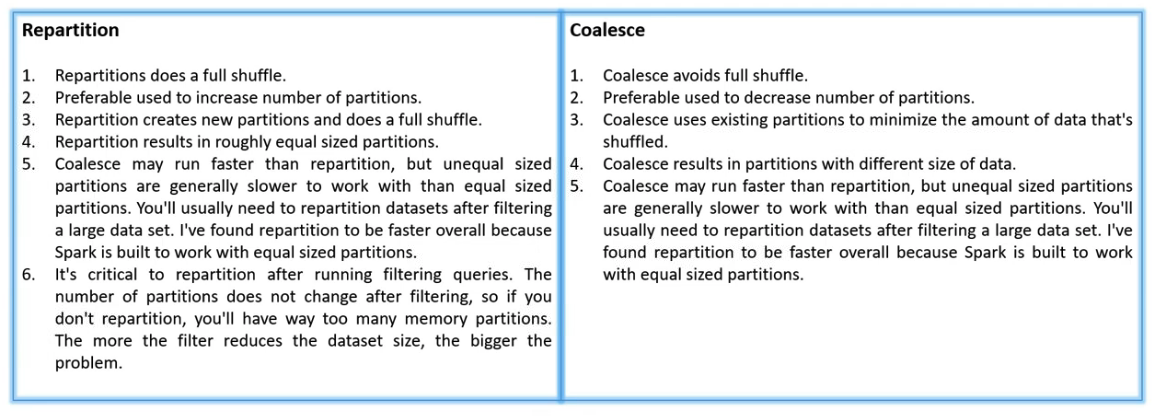 Repartition
1. Repartitions does a full shuffle.
2. Preferable used to increase number of partitions.
3. Repartition creates new partitions and does a full shuffle.
4. Repartition results in roughly equal sized partitions.
5. Coalesce may run faster than repartition, but unequal sized
partitions are generally slower to work with than equal sized
partitions. You'll usually need to repartition datasets after filtering
a large data set. I've found repartition to be faster overall because
Spark is built to work with equal sized partitions.
6. It's critical to repartition after running filtering queries. The
number of partitions does not change after filtering, so if you
don't repartition, you'll have way too many memory partitions.
The more the filter reduces the dataset size, the bigger the
problem.
Coalesce
1. Coalesce avoids full shuffle.
2. Preferable used to decrease number of partitions.
3. Coalesce uses existing partitions to minimize the amount of data that's
shuffled.
4. Coalesce results in partitions with different size of data.
5. Coalesce may run faster than repartition, but unequal sized partitions
are generally slower to work with than equal sized partitions. You'll
usually need to repartition datasets after filtering a large data set. I've
found repartition to be faster overall because Spark is built to work
with equal sized partitions.